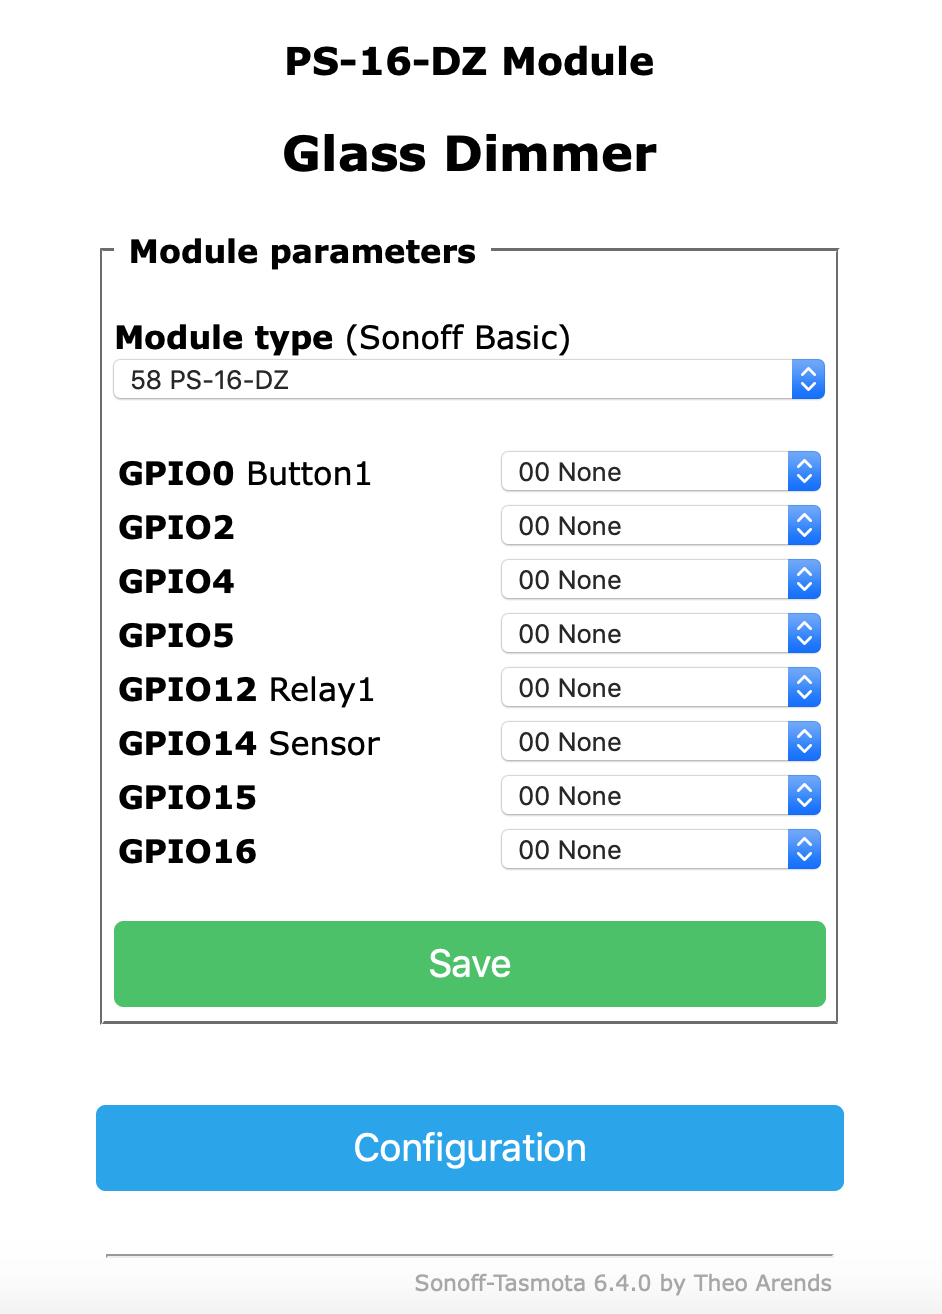 PS-16-DZ Module
Glass Dimmer
Module parameters
Module type (Sonoff Basic)
58 PS-16-DZ
GPIO0 Button1 00 None
GPIO2 00 None
GPIO4 00 None
GPIO5 00 None
GPIO12 Relay1 00 None
GPIO14 Sensor 00 None
GPIO15 00 None
GPIO16 00 None
Save
Configuration
Sonoff-Tasmota 6.4.0 by Theo Arends